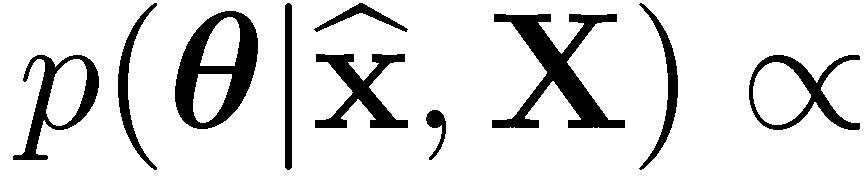 p(𝜽|x̂, 𝐗) ∝